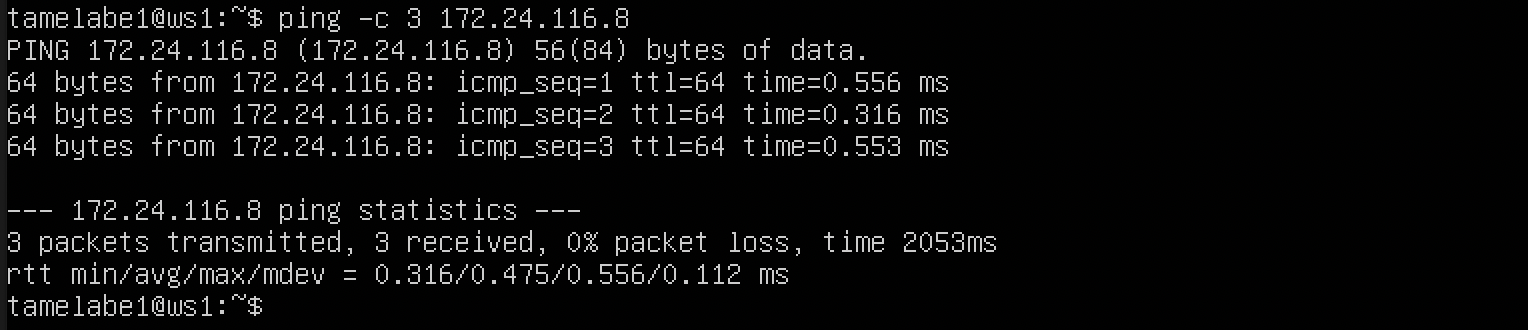 tamelabe1@ws1:~$ ping -c 3 172.24.116.8
PING 172.24.116.8 (172.24.116.8) 56(84) bytes of data.
64 bytes from 172.24.116.8: icmp_seq=1 ttl=64 time=0.556 ms
64 bytes from 172.24.116.8: icmp_seq=2 ttl=64 time=0.316 ms
64 bytes from 172.24.116.8: icmp_seq=3 ttl=64 time=0.553 ms
--- 172.24.116.8 ping statistics ---
3 packets transmitted, 3 received, 0% packet loss, time 2053ms
rtt min/avg/max/mdev = 0.316/0.475/0.556/0.112 ms
tamelabe1@ws1:~$